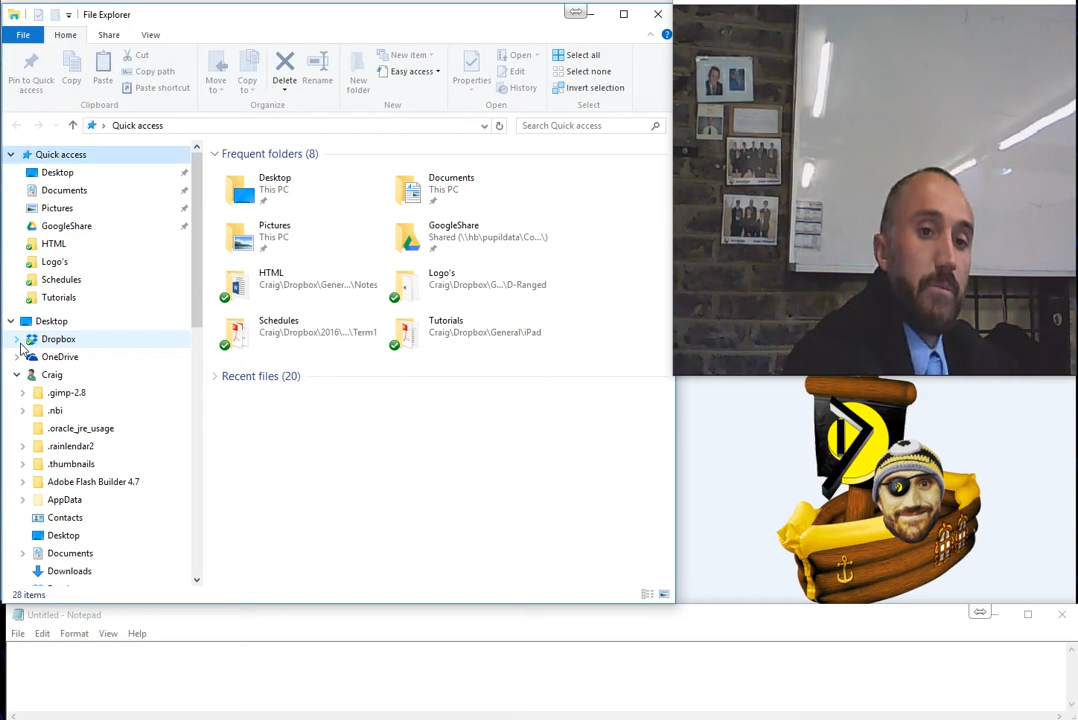 File Explorer
File Home Share View
Pin to Quick access
Copy
Paste
Cut
Copy path
Paste shortcut
Clipboard
Move to
Copy to
Delete
Rename
Organize
New folder
New item
Easy access
New
Properties
Open
Edit
History
Open
Select all
Select none
Invert selection
Select
Quick access
Search Quick access
Quick access
Desktop
Documents
Pictures
GoogleShare
HTML
Logo's
Schedules
Tutorials
Desktop
Dropbox
OneDrive
Craig
.gimp-2.8
.nbi
.oracle_jre_usage
.rainlendar2
.thumbnails
Adobe Flash Builder 4.7
AppData
Contacts
Desktop
Documents
Downloads
Frequent folders (8)
Desktop
This PC
Documents
This PC
Pictures
This PC
GoogleShare
Shared (\\hb\pupildata\Co...\)
HTML
Craig\Dropbox\Gener...\Notes
Logo's
Craig\Dropbox\G...\D-Ranged
Schedules
Craig\Dropbox\2016\...\Term1
Tutorials
Craig\Dropbox\General\iPad
Recent files (20)
28 items
Untitled - Notepad
File Edit Format View Help